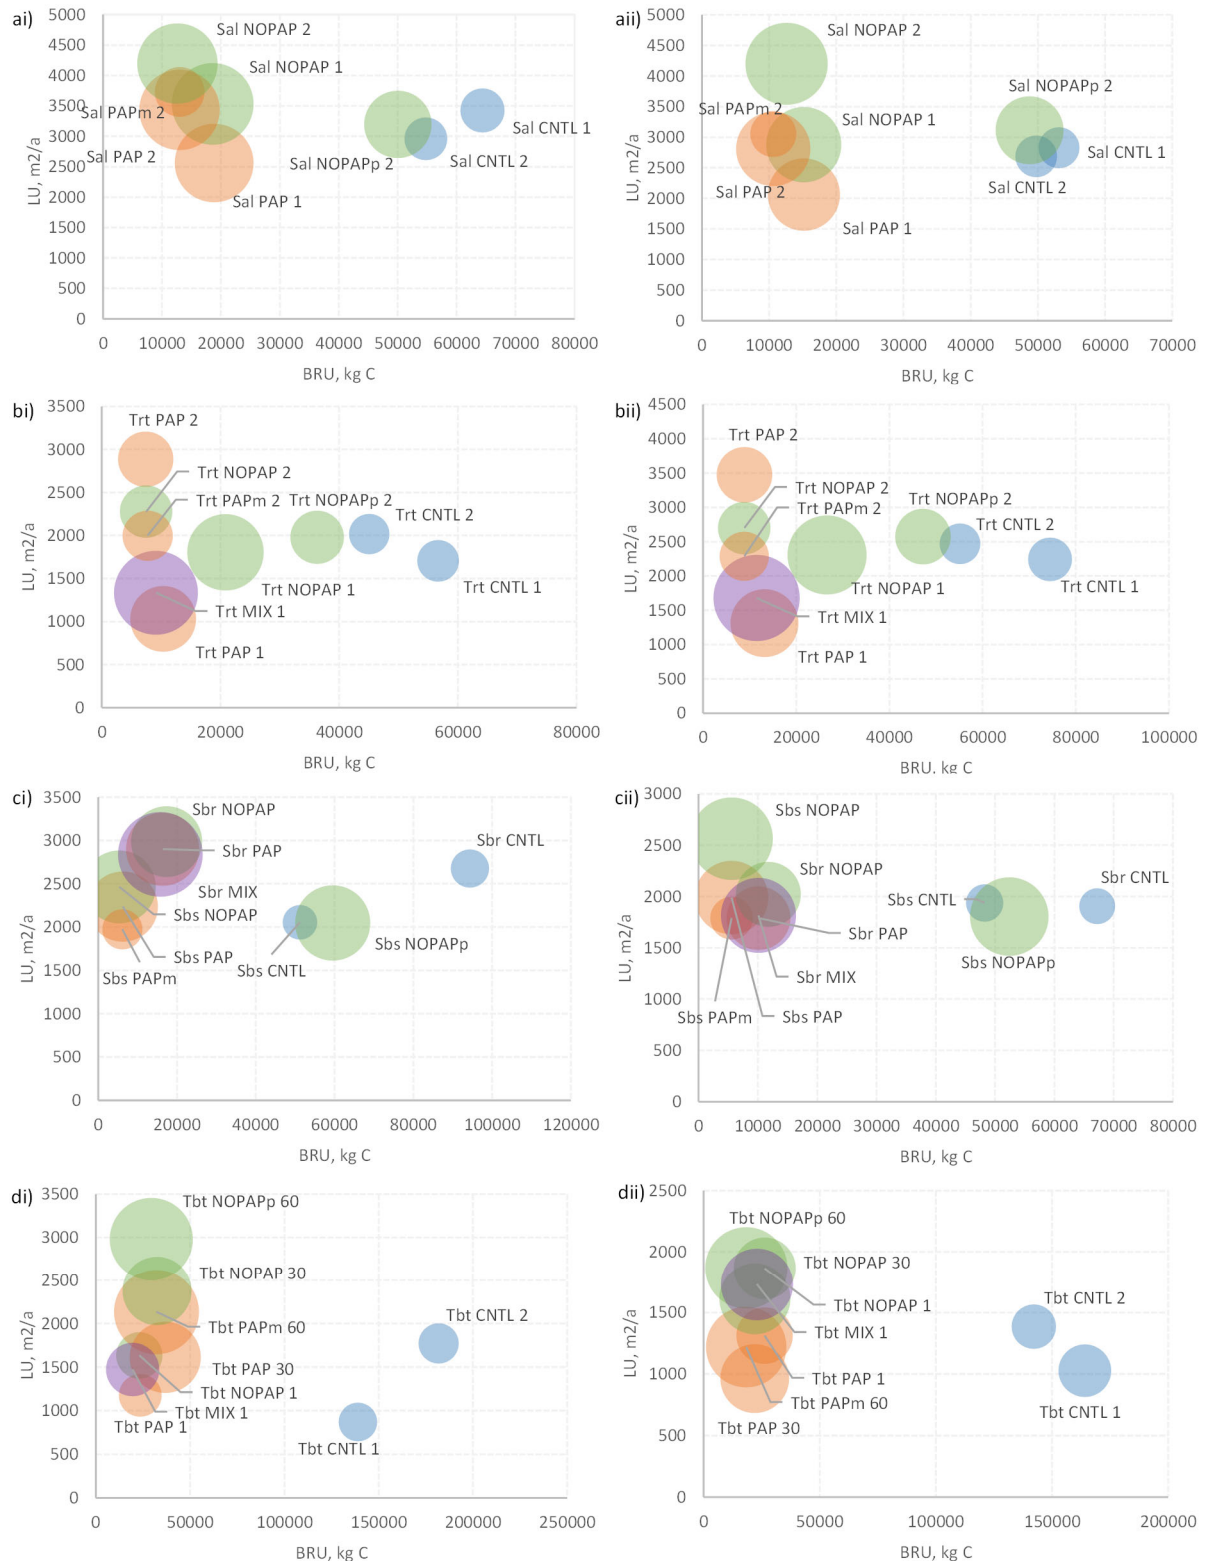 ai)
5000
4500
4000
3500
3000
2500
2000
1500
1000
500
0
LU, m2/a
Sal NOPAP 2
Sal NOPAP 1
Sal PAPm 2
Sal PAP 2
Sal PAP 1
Sal NOPAPp 2
Sal CNTL 2
Sal CNTL 1
0 10000 20000 30000 40000 50000 60000 70000 80000
BRU, kg C
aii)
5000
4500
4000
3500
3000
2500
2000
1500
1000
500
0
LU, m2/a
Sal NOPAP 2
Sal NOPAPp 2
Sal PAPm 2
Sal NOPAP 1
Sal CNTL 1
Sal CNTL 2
Sal PAP 2
Sal PAP 1
0 10000 20000 30000 40000 50000 60000 70000
BRU, kg C
bi)
3500
3000
2500
2000
1500
1000
500
0
LU, m2/a
Trt PAP 2
Trt NOPAP 2
Trt PAPm 2
Trt NOPAPp 2
Trt CNTL 2
Trt CNTL 1
Trt NOPAP 1
Trt MIX 1
Trt PAP 1
0 20000 40000 60000 80000
BRU, kg C
bii)
4500
4000
3500
3000
2500
2000
1500
1000
500
0
LU, m2/a
Trt PAP 2
Trt NOPAP 2
Trt NOPAPp 2
Trt PAPm 2
Trt CNTL 2
Trt NOPAP 1
Trt CNTL 1
Trt MIX 1
Trt PAP 1
0 20000 40000 60000 80000 100000
BRU, kg C
ci)
3500
3000
2500
2000
1500
1000
500
0
LU, m2/a
Sbr NOPAP
Sbr PAP
Sbr CNTL
Sbr MIX
Sbs NOPAP
Sbs PAP
Sbs PAPm
Sbs CNTL
Sbs NOPAPp
0 20000 40000 60000 80000 100000 120000
BRU, kg C
cii)
3000
2500
2000
1500
1000
500
0
LU, m2/a
Sbs NOPAP
Sbr NOPAP
Sbs CNTL
Sbr CNTL
Sbr PAP
Sbs NOPAPp
Sbr MIX
Sbs PAPm
Sbs PAP
0 10000 20000 30000 40000 50000 60000 70000 80000
BRU, kg C
di)
3500
3000
2500
2000
1500
1000
500
0
LU, m2/a
Tbt NOPAPp 60
Tbt NOPAP 30
Tbt CNTL 2
Tbt PAPm 60
Tbt PAP 30
Tbt NOPAP 1
Tbt MIX 1
Tbt PAP 1
Tbt CNTL 1
0 50000 100000 150000 200000 250000
BRU, kg C
dii)
2500
2000
1500
1000
500
0
LU, m2/a
Tbt NOPAPp 60
Tbt NOPAP 30
Tbt CNTL 2
Tbt NOPAP 1
Tbt MIX 1
Tbt PAP 1
Tbt PAPm 60
Tbt PAP 30
Tbt CNTL 1
0 50000 100000 150000 200000
BRU, kg C